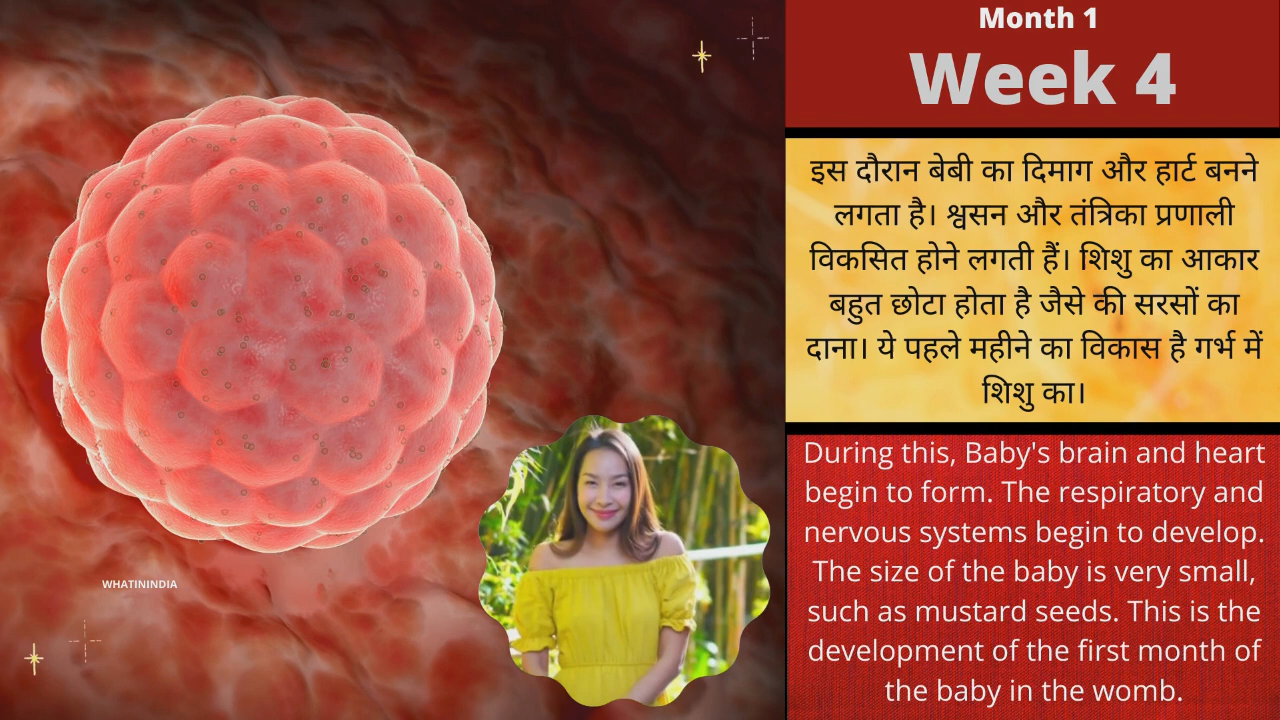 Month 1
Week 4
इस दौरान बेबी का दिमाग और हार्ट बनने
लगता है। श्वसन और तंत्रिका प्रणाली
विकसित होने लगती हैं। शिशु का आकार
बहुत छोटा होता है जैसे की सरसों का
दाना। ये पहले महीने का विकास है गर्भ में
शिशु का।
During this, Baby's brain and heart
begin to form. The respiratory and
nervous systems begin to develop.
The size of the baby is very small,
such as mustard seeds. This is the
development of the first month of
the baby in the womb.
WHATININDIA